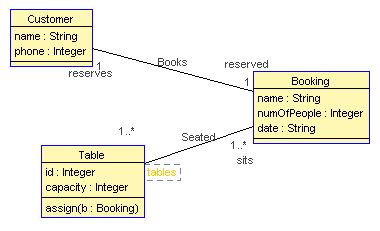 Customer
name : String
phone : Integer
1
reserves
Books
reserved
1
Booking
name : String
numOfPeople : Integer
date : String
1..*
Seated
1..*
sits
Table
id : Integer
capacity : Integer
assign(b : Booking)
tables